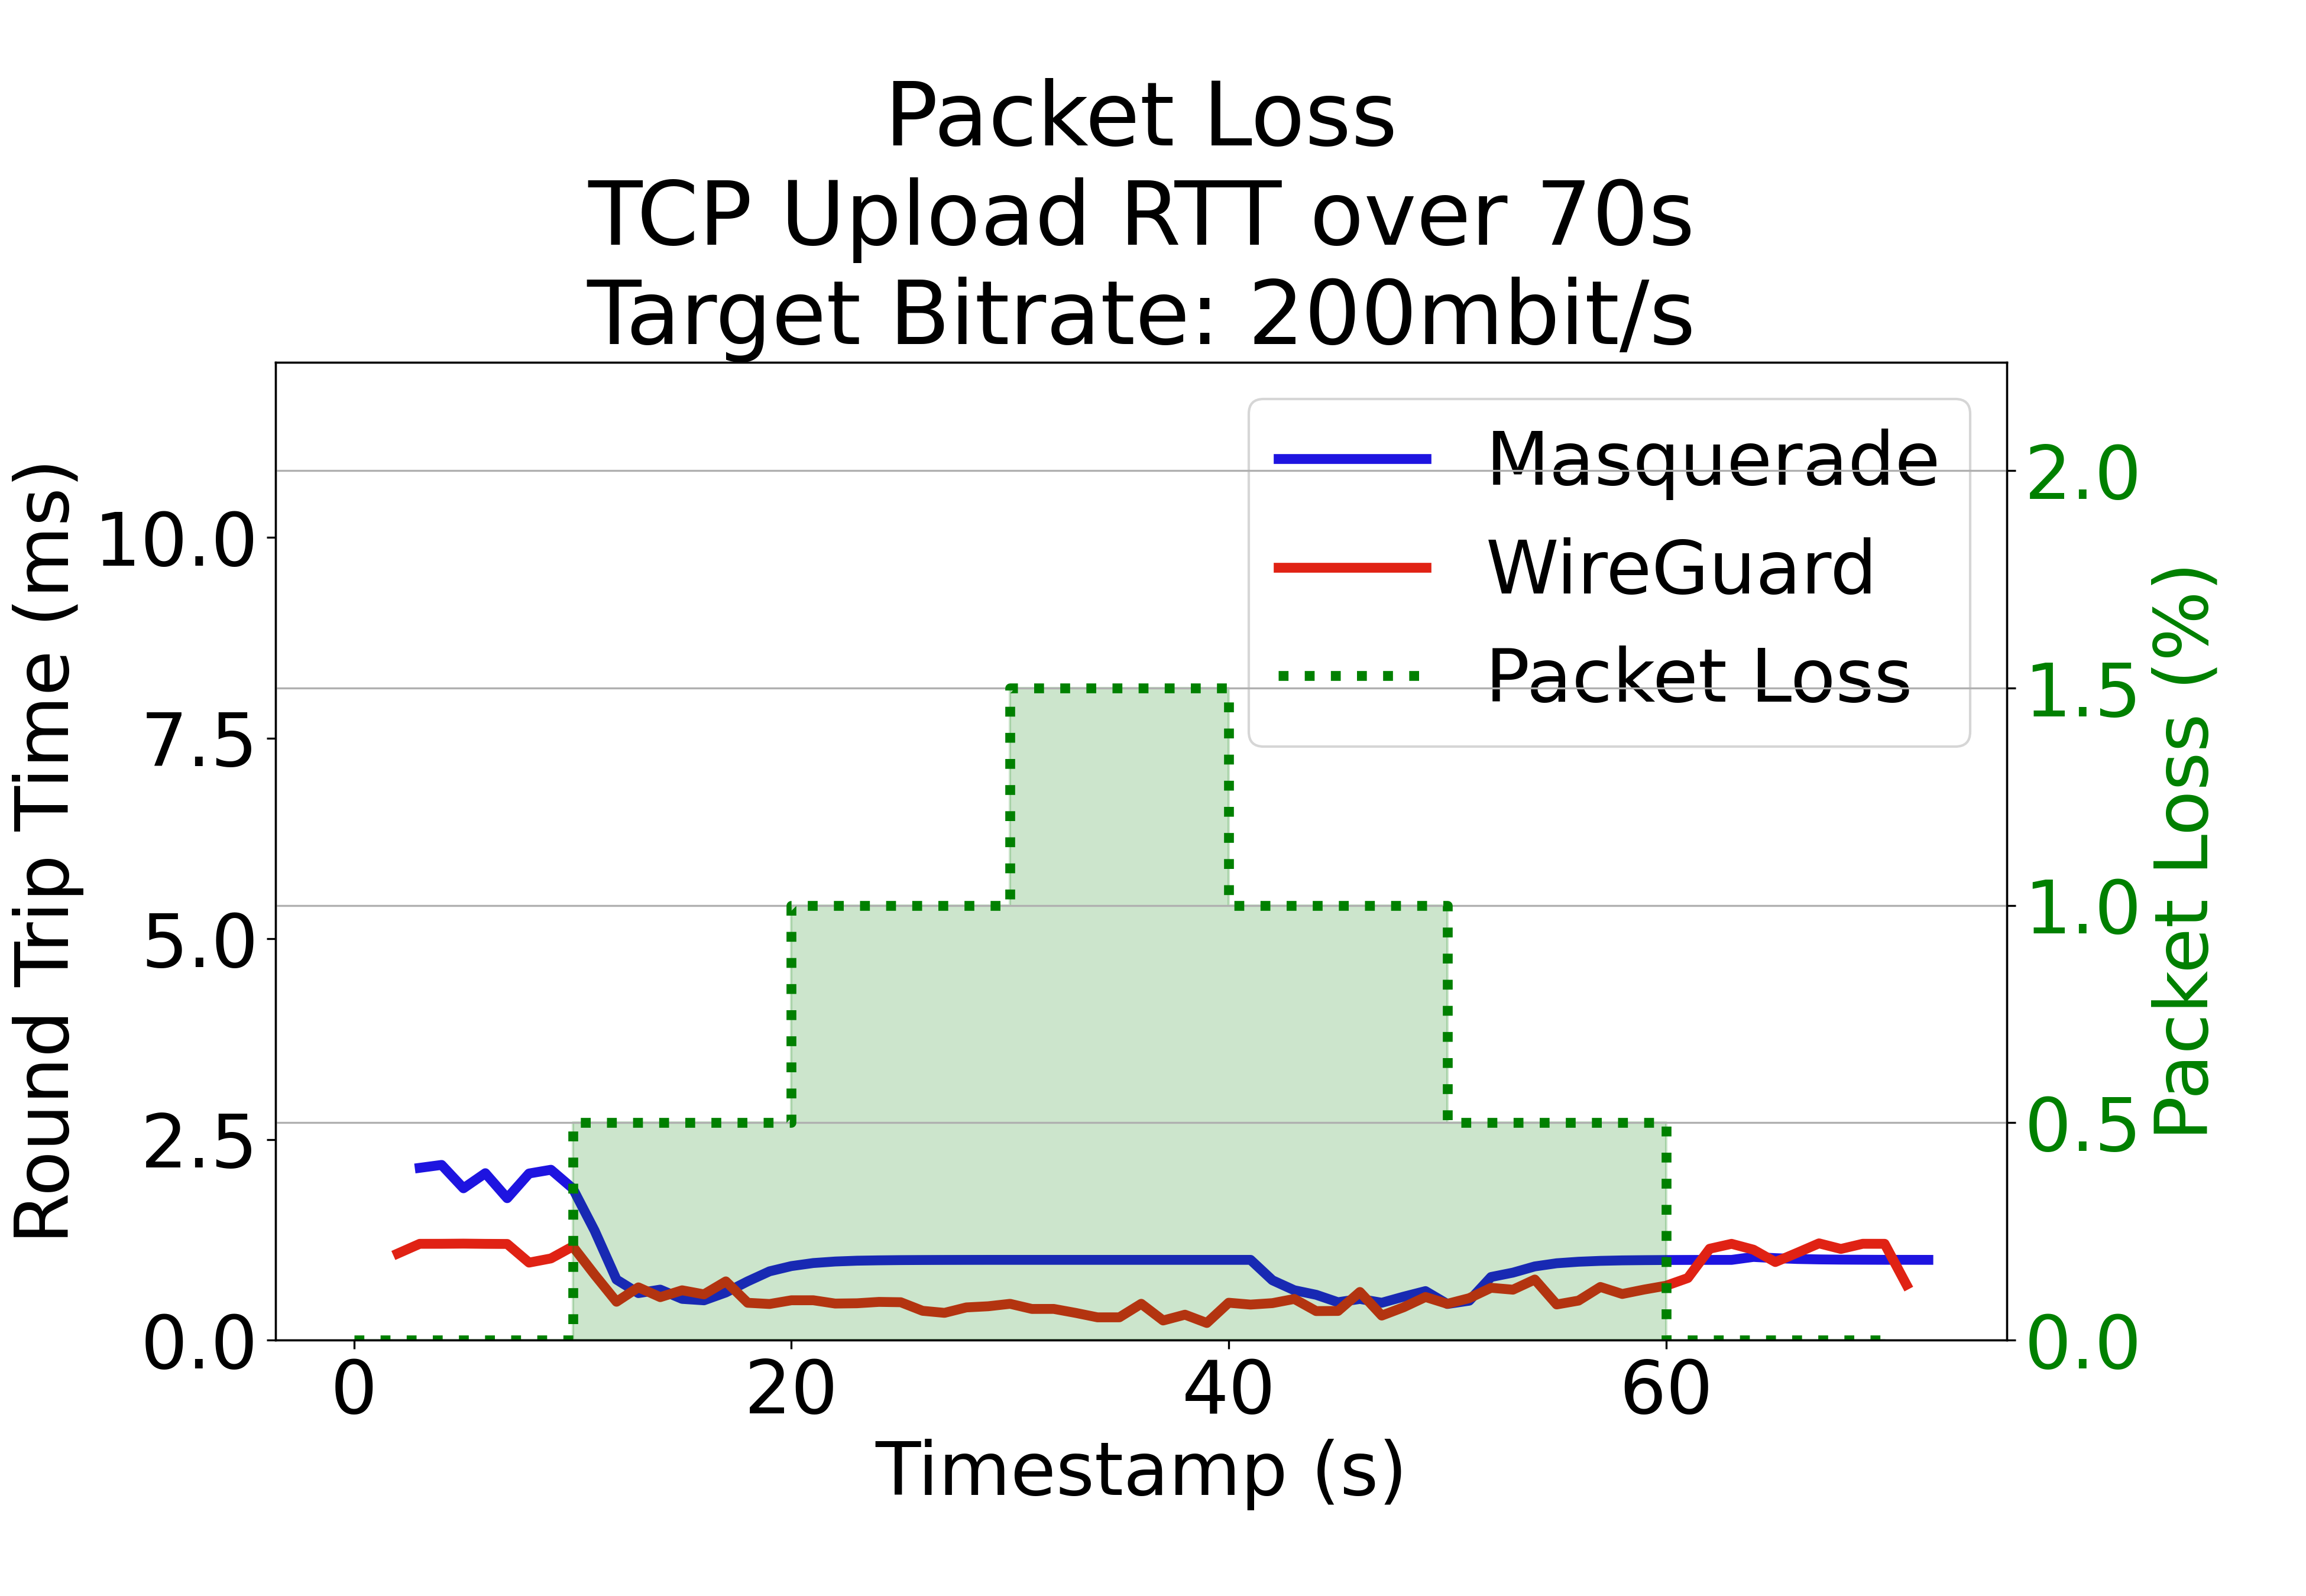 Packet Loss
TCP Upload RTT over 70s
Target Bitrate: 200mbit/s
Masquerade
WireGuard
Packet Loss
Round Trip Time (ms)
10.0
7.5
5.0
2.5
0.0
2.0
1.5
1.0
0.5
0.0
Packet Loss (%)
0 20 40 60
Timestamp (s)